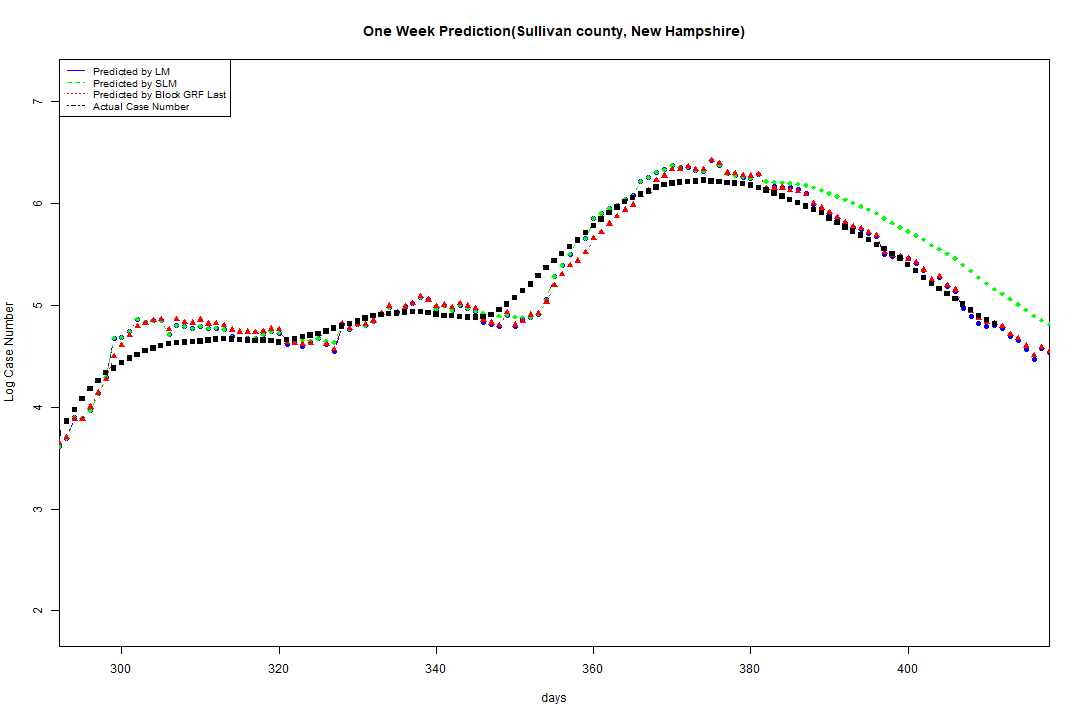 One Week Prediction(Sullivan county, New Hampshire)
Predicted by LM
Predicted by SLM
Predicted by Block GRF Last
Actual Case Number
7
6
5
4
3
2
Log Case Number
300 320 340 360 380 400
days